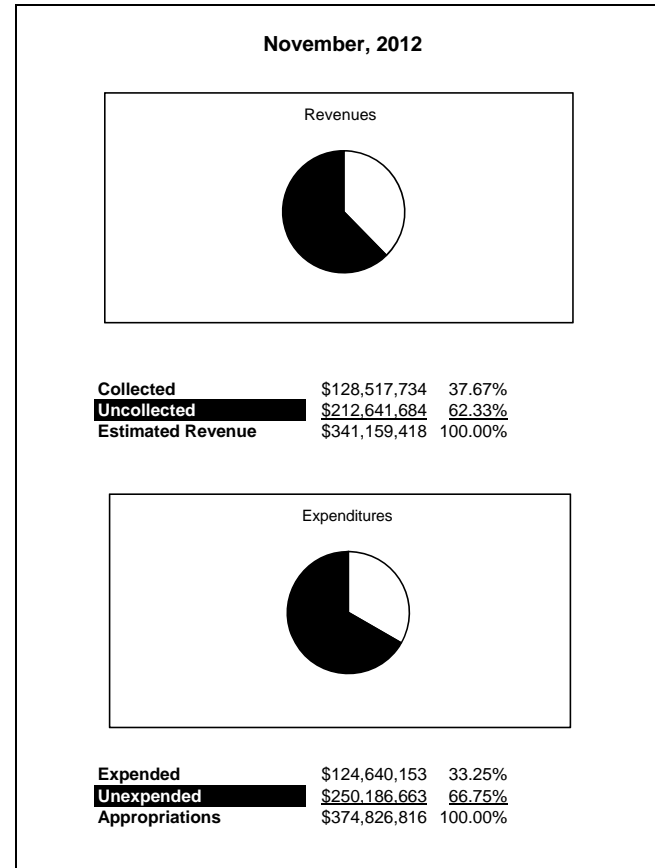 November, 2012
Revenues
Collected $128,517,734 37.67%
Uncollected $212,641,684 62.33%
Estimated Revenue $341,159,418 100.00%
Expenditures
Expended $124,640,153 33.25%
Unexpended $250,186,663 66.75%
Appropriations $374,826,816 100.00%